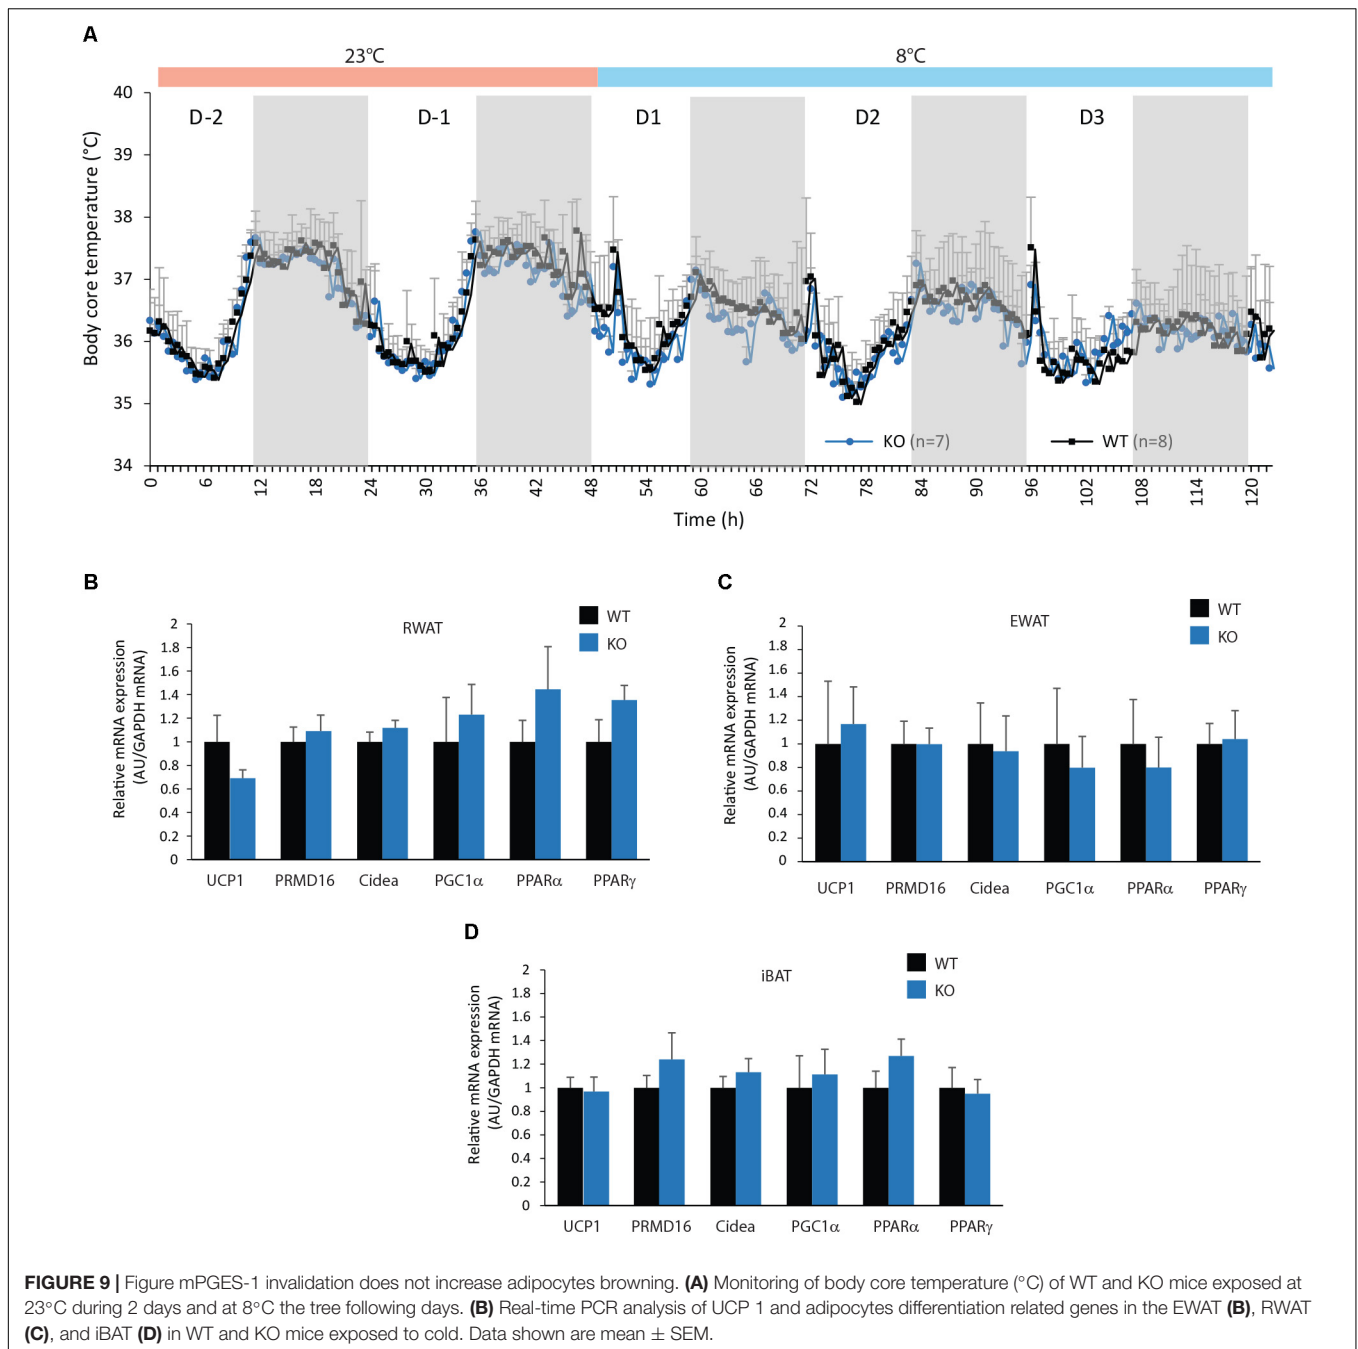 A
23°C 8°C
D-2 D-1 D1 D2 D3
Body core temperature (°C)
40
39
38
37
36
35
34
KO (n=7) WT (n=8)
0 6 12 18 24 30 36 42 48 54 60 66 72 78 84 90 96 102 108 114 120
Time (h)
B
RWAT
WT
KO
Relative mRNA expression
(AU/GAPDH mRNA)
2
1.8
1.6
1.4
1.2
1
0.8
0.6
0.4
0.2
0
UCP1 PRMD16 Cidea PGC1α PPARα PPARγ
C
EWAT
WT
KO
Relative mRNA expression
(AU/GAPDH mRNA)
2
1.8
1.6
1.4
1.2
1
0.8
0.6
0.4
0.2
0
UCP1 PRMD16 Cidea PGC1α PPARα PPARγ
D
iBAT
WT
KO
Relative mRNA expression
(AU/GAPDH mRNA)
2
1.8
1.6
1.4
1.2
1
0.8
0.6
0.4
0.2
0
UCP1 PRMD16 Cidea PGC1α PPARα PPARγ
FIGURE 9 | Figure mPGES-1 invalidation does not increase adipocytes browning. (A) Monitoring of body core temperature (°C) of WT and KO mice exposed at
23°C during 2 days and at 8°C the tree following days. (B) Real-time PCR analysis of UCP 1 and adipocytes differentiation related genes in the EWAT (B), RWAT
(C), and iBAT (D) in WT and KO mice exposed to cold. Data shown are mean ± SEM.